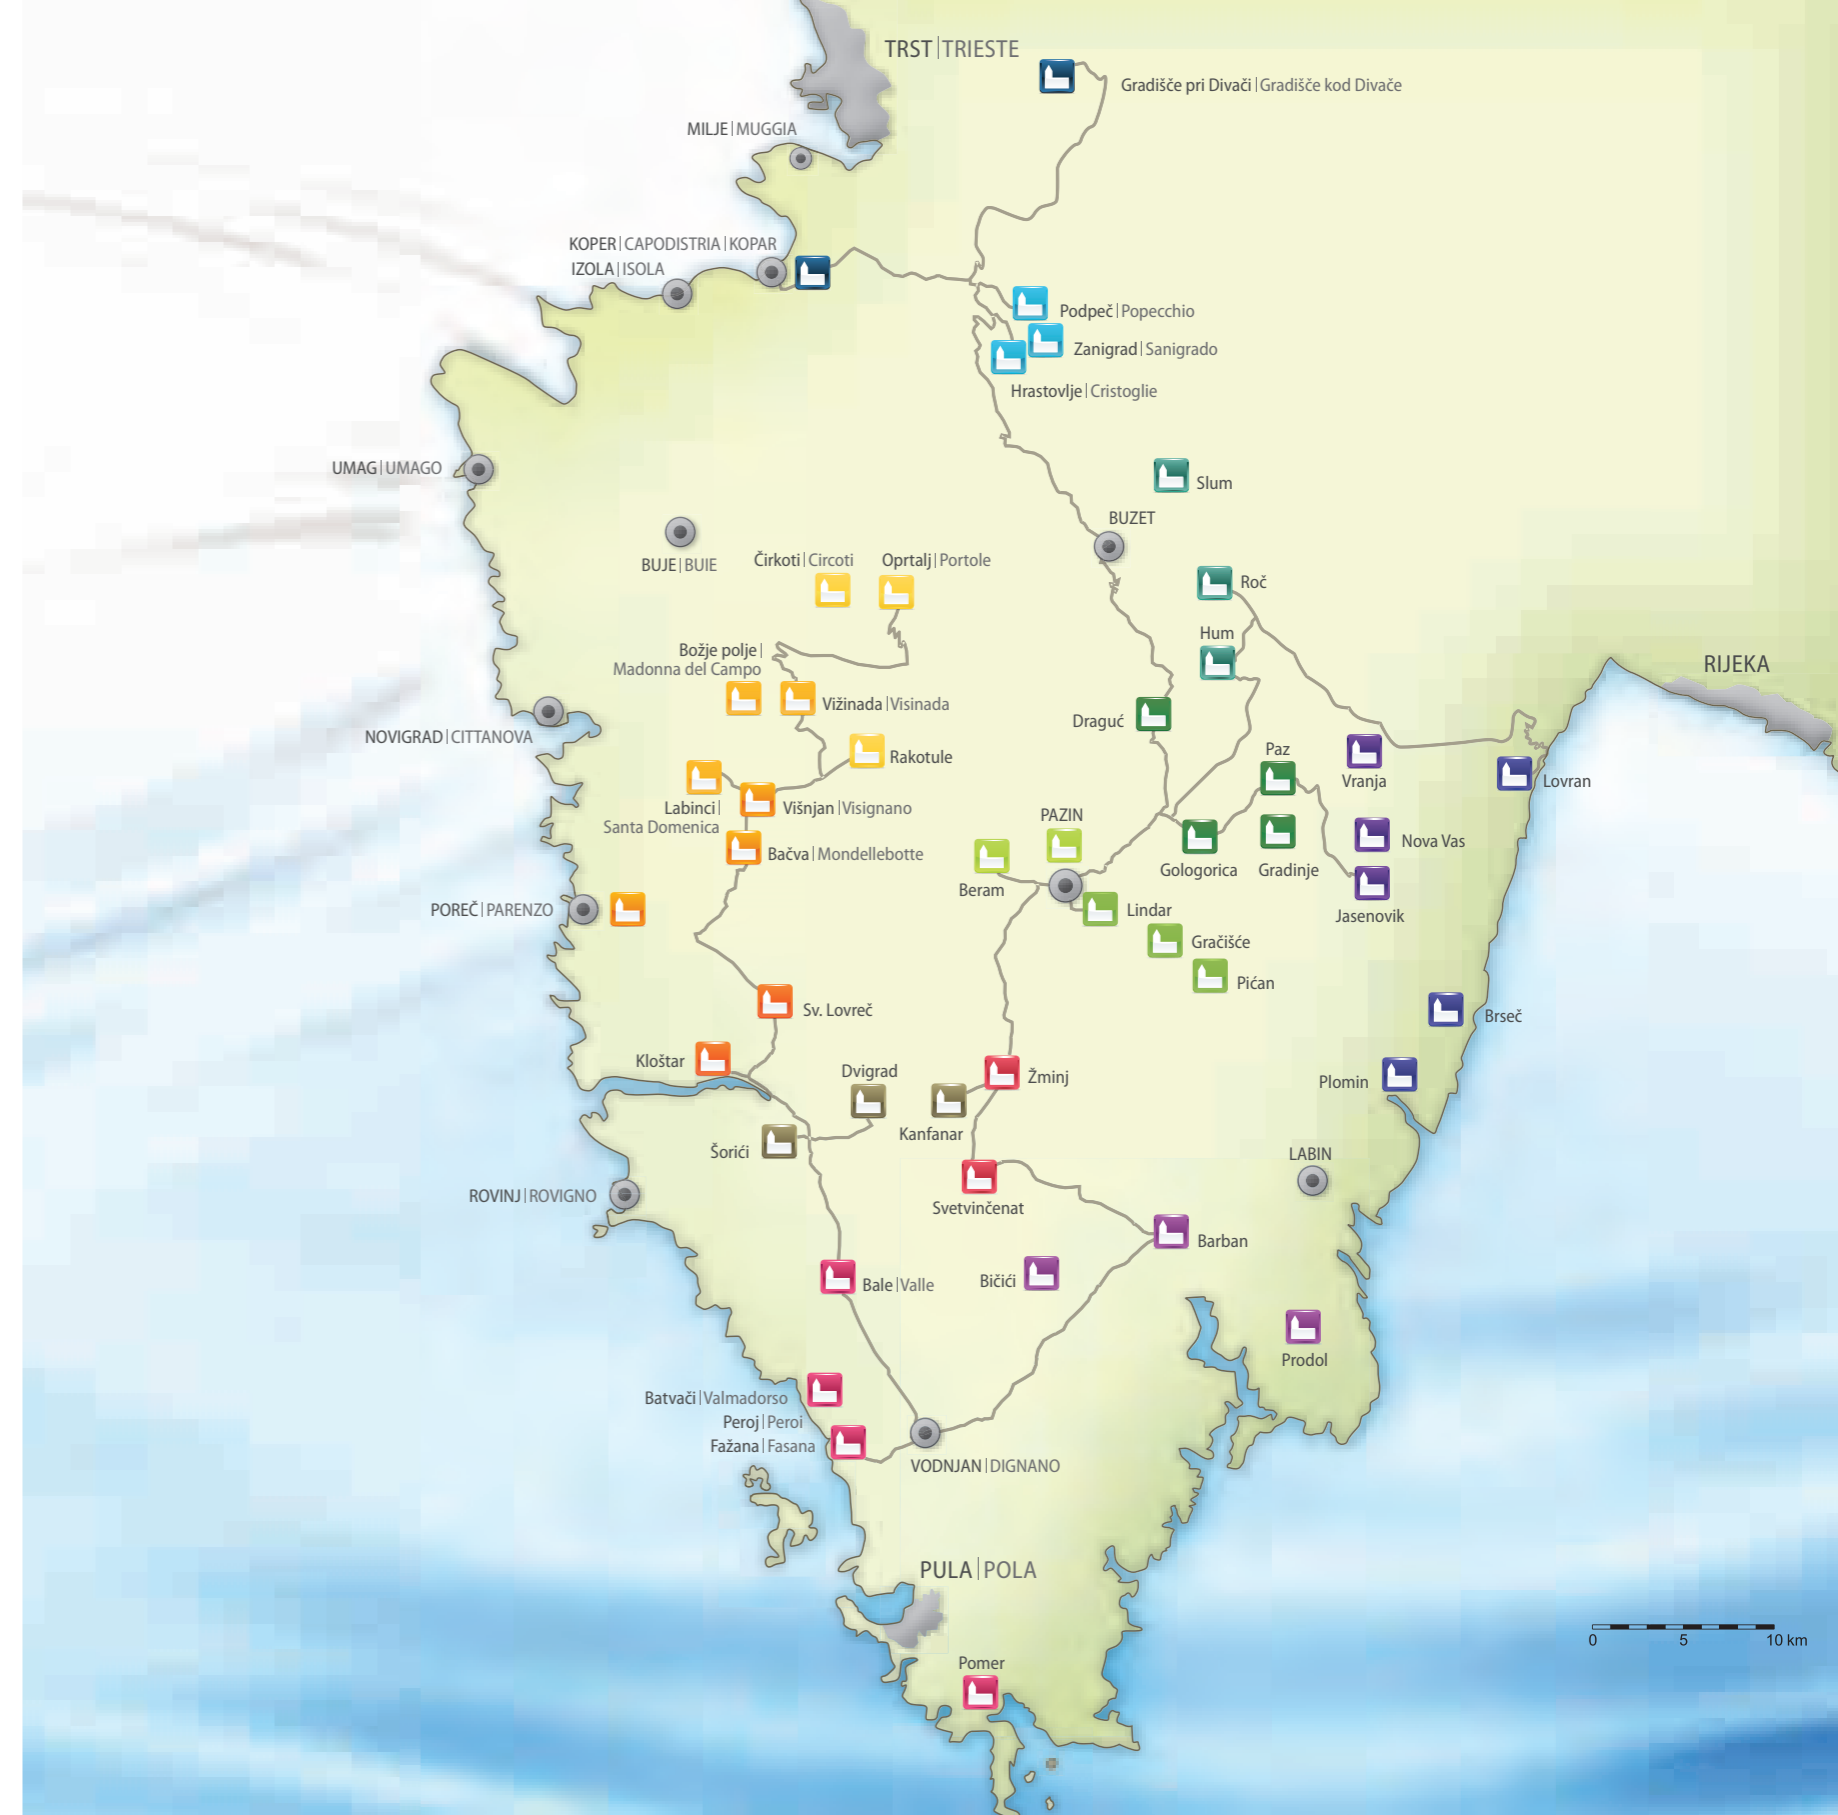 TRST|TRIESTE
Gradišče pri Divači|Gradišče kod Divače
MILJE|MUGGIA
KOPER|CAPODISTRIA|KOPAR
IZOLA|ISOLA
Podpeč|Popecchio
Zanigrad|Sanigrado
Hrastovlje|Cristoglie
UMAG|UMAGO
Slum
BUZET
BUJE|BUIE
Čirkoti|Circoti
Oprtalj|Portole
Roč
Hum
Božje polje|
Madonna del Campo
RIJEKA
Vižinada|Visinada
Draguć
NOVIGRAD|CITTANOVA
Rakotule
Paz
Vranja
Lovran
Labinci|
Santa Domenica
Višnjan|Visignano
PAZIN
Nova Vas
Bačva|Mondellebotte
Beram
Gologorica
Gradinje
POREČ|PARENZO
Lindar
Jasenovik
Gračišće
Pićan
Sv. Lovreč
Brseč
Kloštar
Dvigrad
Žminj
Plomin
Kanfanar
Šorići
LABIN
ROVINJ|ROVIGNO
Svetvinčenat
Barban
Bale|Valle
Bičići
Prodol
Batvači|Valmadorso
Peroj|Peroi
Fažana|Fasana
VODNJAN|DIGNANO
PULA|POLA
0 5 10 km
Pomer